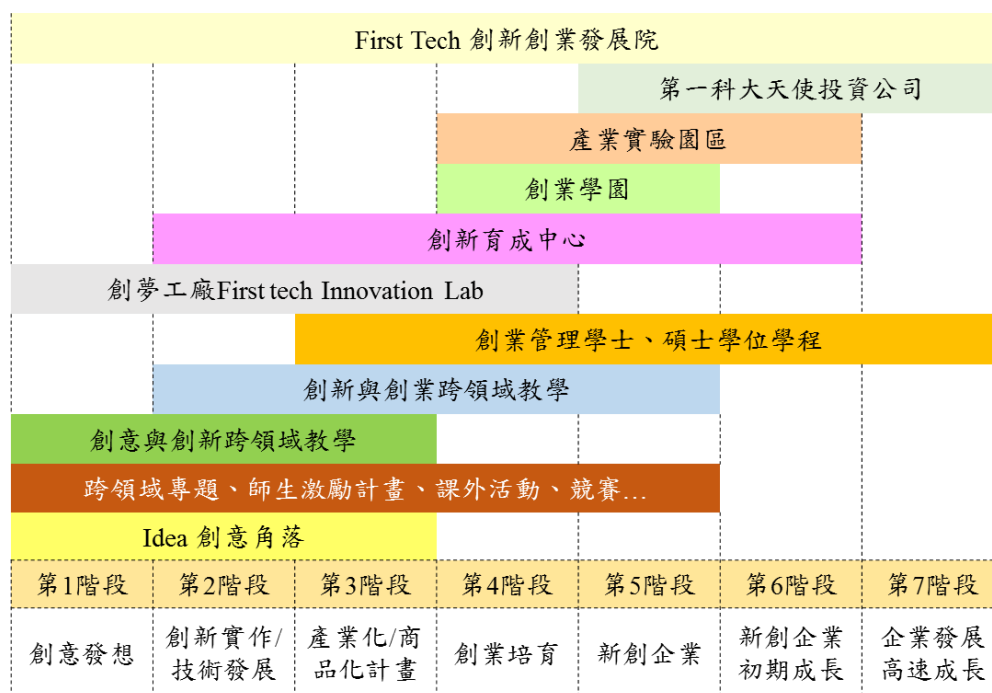 First Tech 創新創業發展院
第一科大天使投資公司
產業實驗園區
創業學園
創新育成中心
創夢工廠First tech Innovation Lab
創業管理學士、碩士學位學程
創新與創業跨領域教學
創意與創新跨領域教學
跨領域專題、師生激勵計畫、課外活動、競賽...
Idea 創意角落
第1階段 第2階段 第3階段 第4階段 第5階段 第6階段 第7階段
創意發想
創新實作/
技術發展
產業化/商
品化計畫
創業培育
新創企業
新創企業
初期成長
企業發展
高速成長